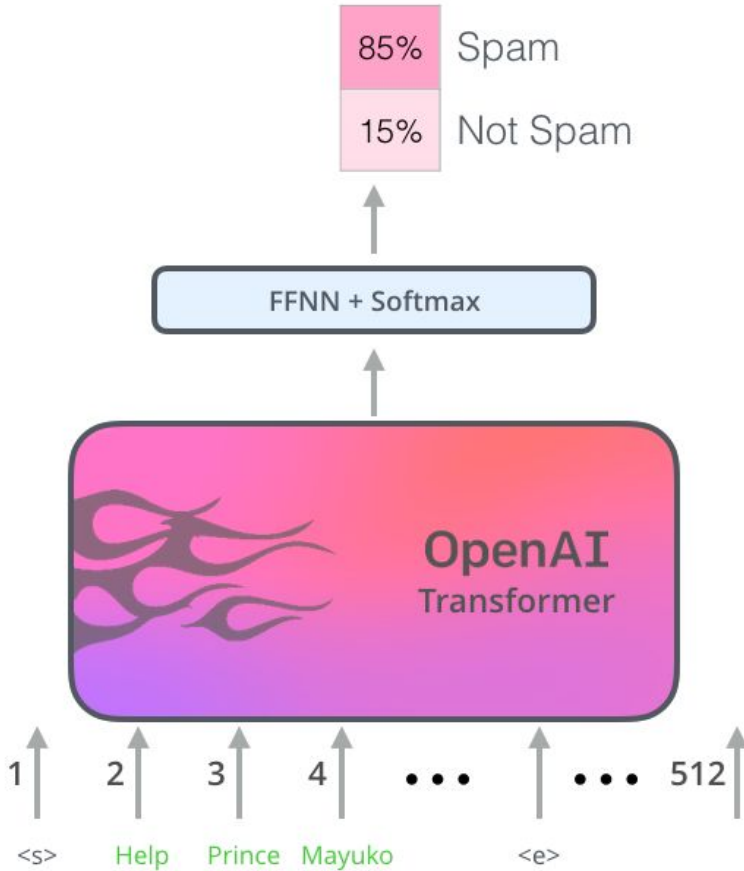 85% Spam
15% Not Spam
FFNN + Softmax
OpenAI
Transformer
1 2 3 4 ••• ••• 512
<s> Help Prince Mayuko <e>